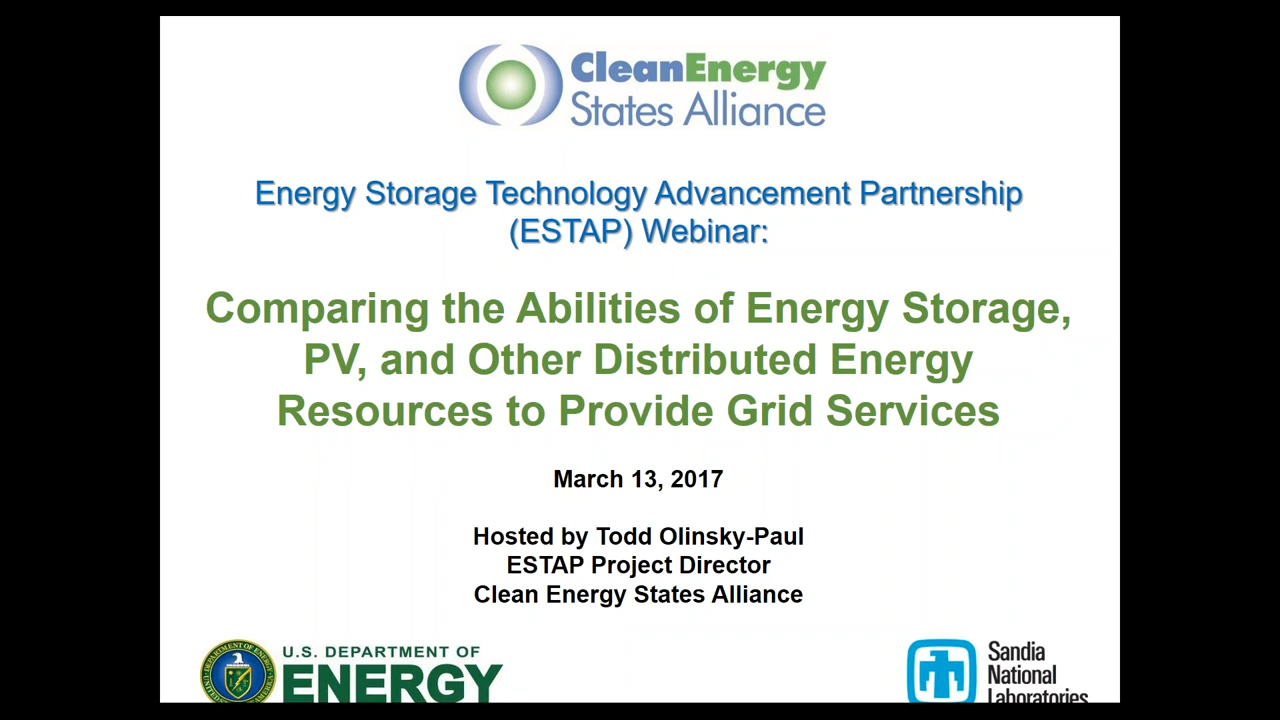 CleanEnergy
States Alliance
Energy Storage Technology Advancement Partnership
(ESTAP) Webinar:
Comparing the Abilities of Energy Storage,
PV, and Other Distributed Energy
Resources to Provide Grid Services
March 13, 2017
Hosted by Todd Olinsky-Paul
ESTAP Project Director
Clean Energy States Alliance
U.S. DEPARTMENT OF
ENERGY
Sandia
National
Laboratories